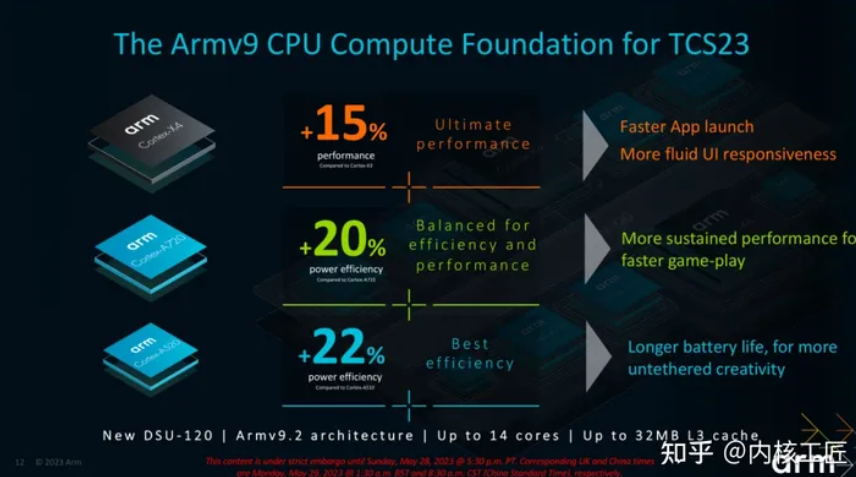 The Armv9 CPU Compute Foundation for TCS23
arm
Cortex-X4
+15%
performance
Compared to Cortex-X3
Ultimate
performance
Faster App launch
More fluid UI responsiveness
arm
Cortex-A720
+20%
power efficiency
Compared to Cortex-A715
Balanced for
efficiency and
performance
More sustained performance fo
faster game-play
arm
Cortex-A520
+22%
power efficiency
Compared to Cortex-A510
Best
efficiency
Longer battery life, for more
untethered creativity
New DSU-120 | Armv9.2 architecture | Up to 14 cores | Up to 32MB L3 cache
12 © 2023 Arm
This content is under strict embargo until Sunday, May 28, 2023 @ 5:30 p.m. PT. Corresponding UK and China times
are Monday, May 29, 2023 @ 1:30 a.m. BST and 8:30 a.m. CST (China Standard Time), respectively.
知乎 @内核工匠
arm